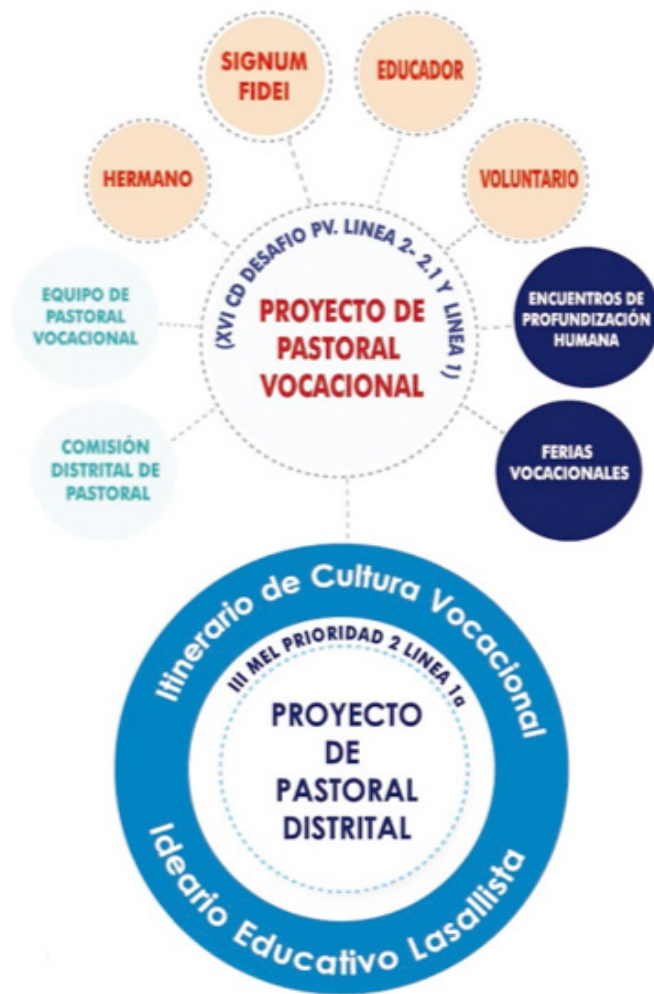 SIGNUM
FIDEI
EDUCADOR
HERMANO
VOLUNTARIO
(XVI CD DESAFIO PV. LINEA 2- 2.1 Y LINEA 1)
PROYECTO DE
PASTORAL
VOCACIONAL
EQUIPO DE
PASTORAL
VOCACIONAL
ENCUENTROS DE
PROFUNDIZACIÓN
HUMANA
COMISIÓN
DISTRITAL DE
PASTORAL
FERIAS
VOCACIONALES
Itinerario de Cultura Vocacional
III MEL PRIORIDAD 2 LINEA 1a
PROYECTO
DE
PASTORAL
DISTRITAL
Ideario Educativo Lasallista